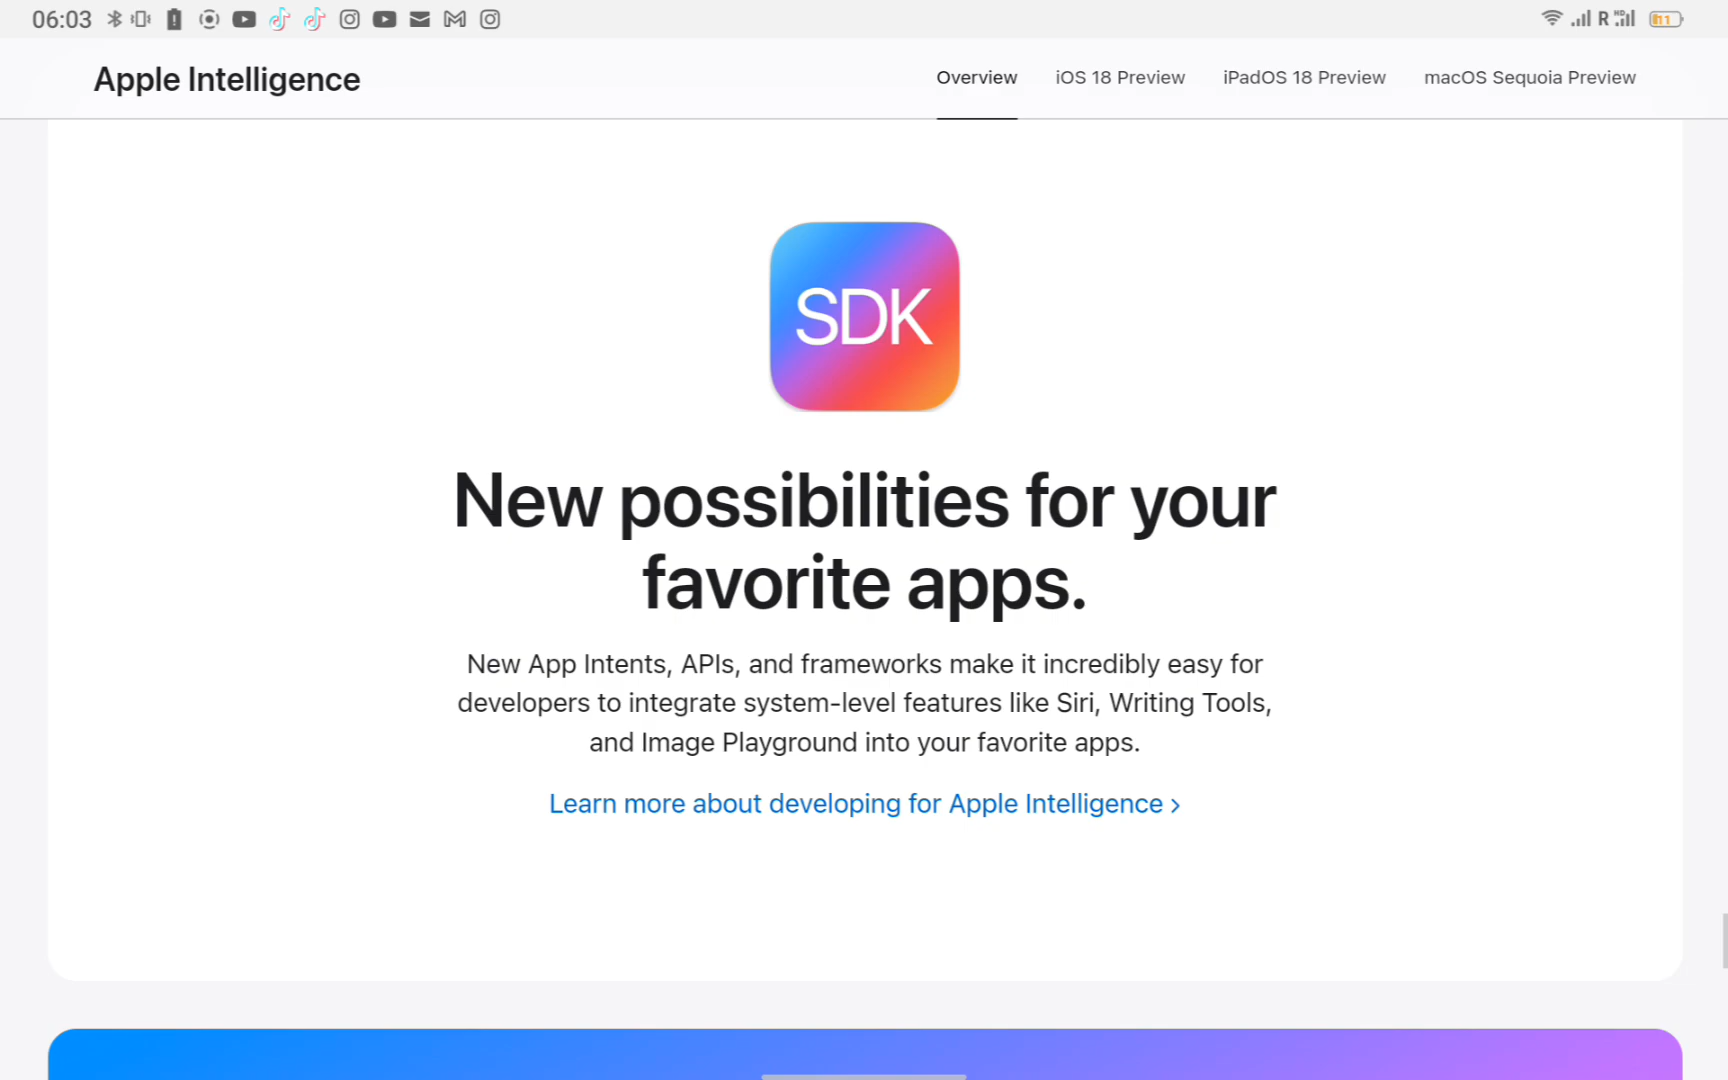 06:03
R HD 11
Apple Intelligence
Overview
iOS 18 Preview
iPadOS 18 Preview
macOS Sequoia Preview
SDK
New possibilities for your
favorite apps.
New App Intents, APIs, and frameworks make it incredibly easy for
developers to integrate system-level features like Siri, Writing Tools,
and Image Playground into your favorite apps.
Learn more about developing for Apple Intelligence >